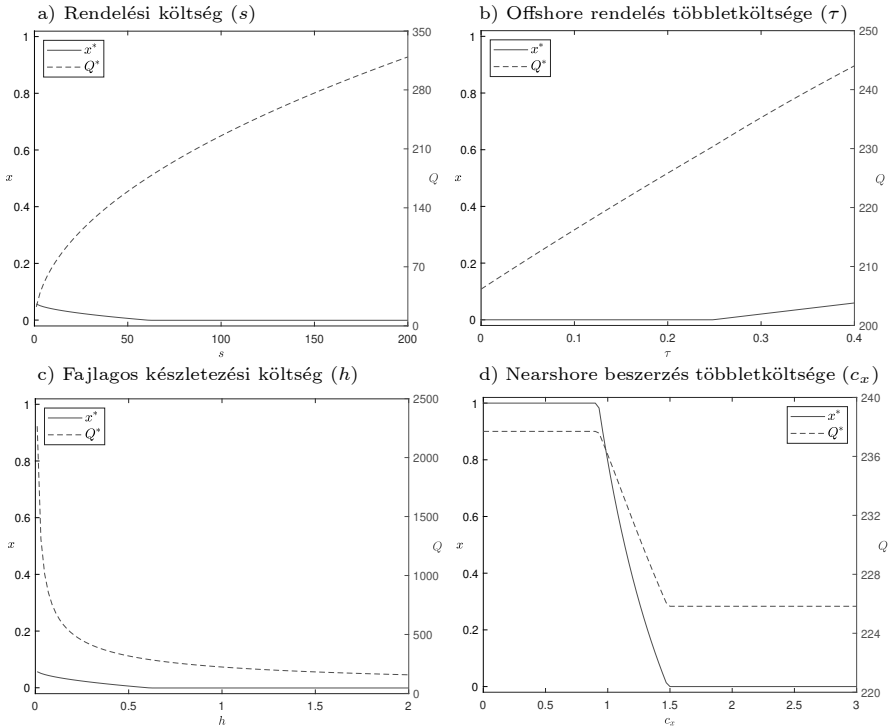 a) Rendelési költség (s)
1
0.8
0.6
0.4
0.2
0
x
350
280
210
140
70
0
Q
x*
Q*
0 50 100 150 200
s
b) Offshore rendelés többletköltsége (τ)
1
0.8
0.6
0.4
0.2
0
x
250
240
230
220
210
200
Q
x*
Q*
0 0.1 0.2 0.3 0.4
τ
c) Fajlagos készletezési költség (h)
1
0.8
0.6
0.4
0.2
0
x
2500
2000
1500
1000
500
0
Q
x*
Q*
0 0.5 1 1.5 2
h
d) Nearshore beszerzés többletköltsége (cₓ)
1
0.8
0.6
0.4
0.2
0
x
240
236
232
228
224
220
Q
x*
Q*
0 0.5 1 1.5 2 2.5 3
cₓ